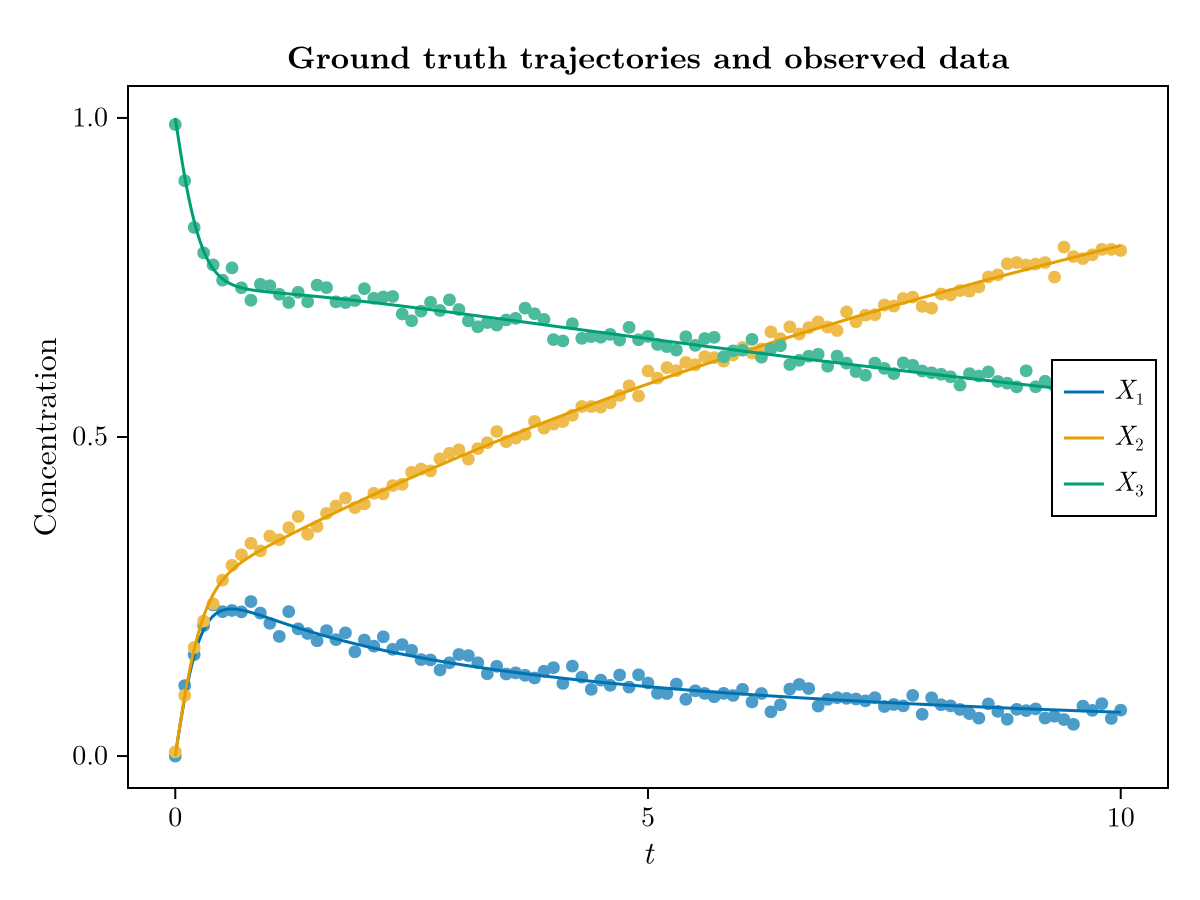 Ground truth trajectories and observed data
Concentration
1.0
0.5
0.0
0
5
10
t
X₁
X₂
X₃